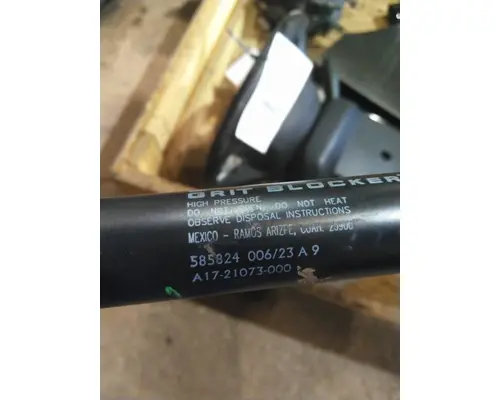 GRIT BLOCKER
HIGH PRESSURE
DO NOT OPEN, DO NOT HEAT
OBSERVE DISPOSAL INSTRUCTIONS
MEXICO - RAMOS ARIZPE, COAH. 25900
585824 006/23 A 9
A17-21073-000